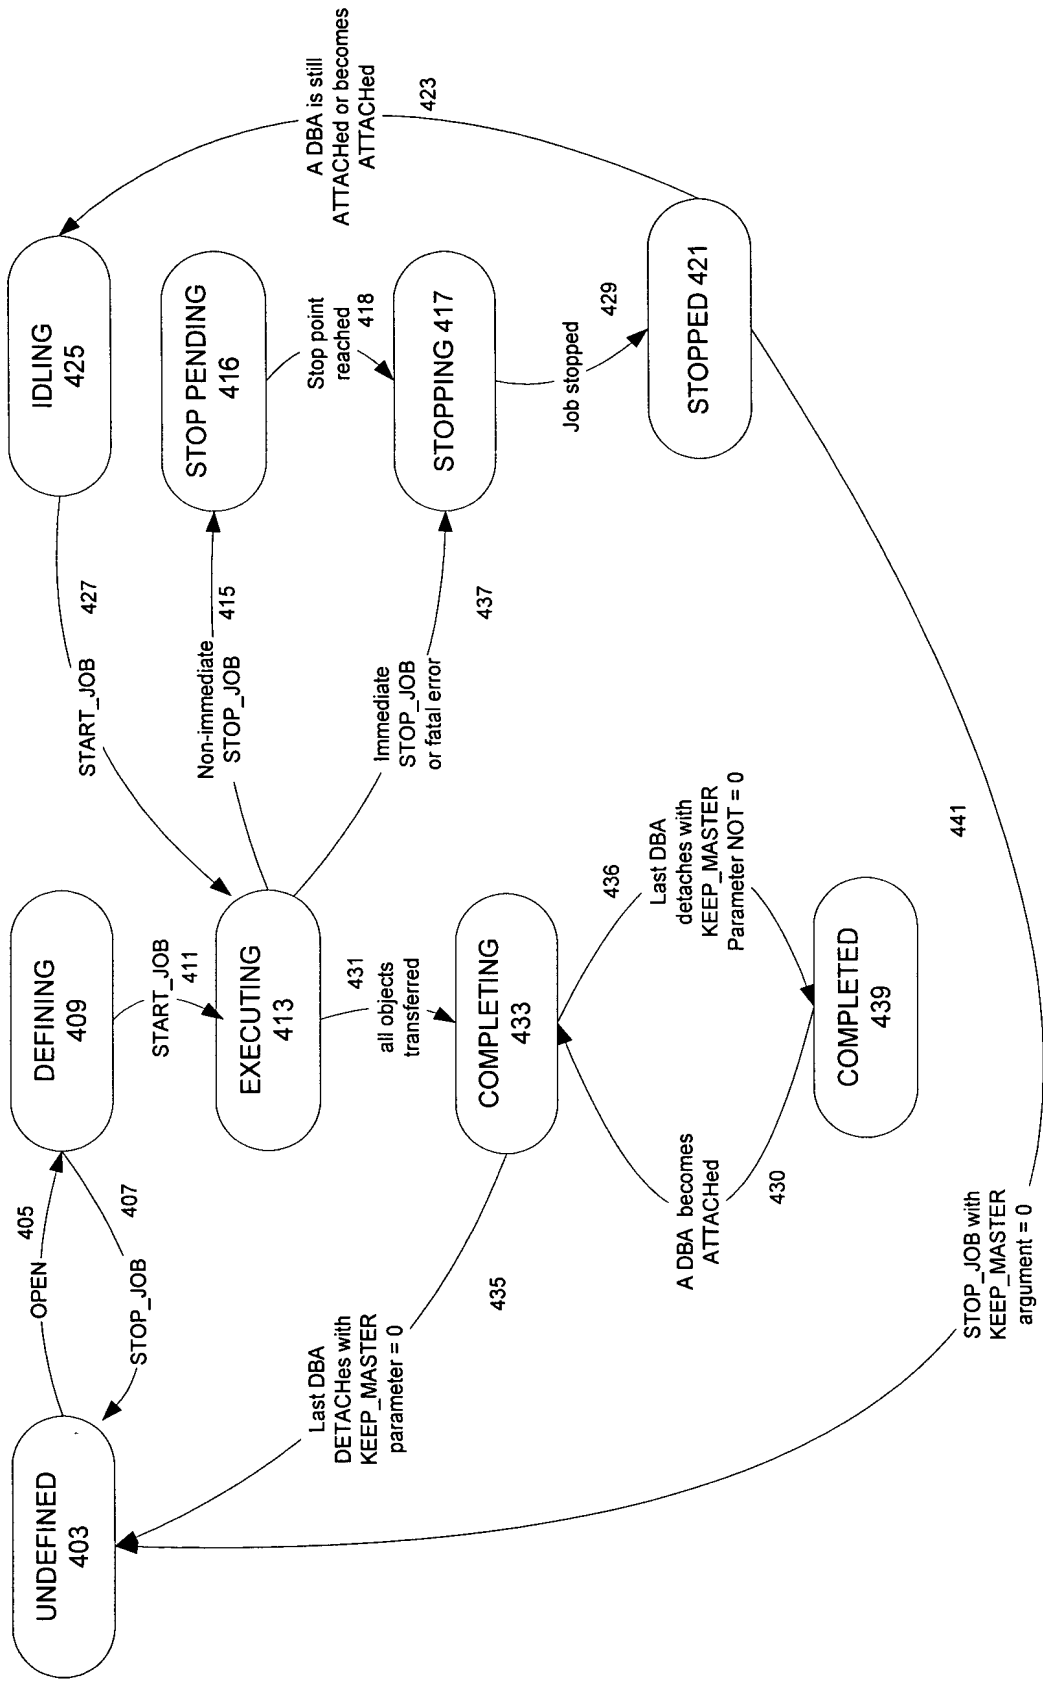 UNDEFINED
403
OPEN
405
407
STOP_JOB
DEFINING
409
START_JOB
411
EXECUTING
413
START_JOB
427
IDLING
425
Non-immediate
STOP_JOB
415
STOP PENDING
416
Stop point
reached
418
Immediate
STOP_JOB
or fatal error
437
STOPPING 417
Job stopped
429
STOPPED 421
A DBA is still
ATTACHed or becomes
ATTACHed
423
431
all objects
transferred
COMPLETING
433
Last DBA
DETACHes with
KEEP_MASTER
parameter = 0
435
436
Last DBA
detaches with
KEEP_MASTER
Parameter NOT = 0
A DBA becomes
ATTACHed
430
COMPLETED
439
STOP_JOB with
KEEP_MASTER
argument = 0
441